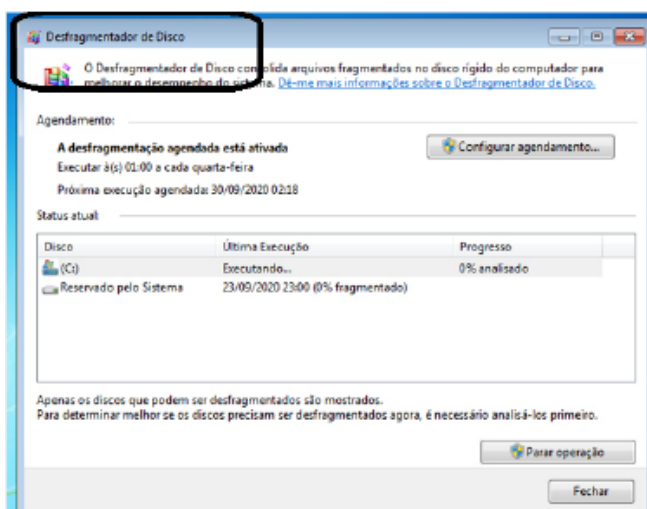 Desfragmentador de Disco
O Desfragmentador de Disco consolida arquivos fragmentados no disco rígido do computador para
melhorar o desempenho do sistema. Dê-me mais informações sobre o Desfragmentador de Disco.
Agendamento:
A desfragmentação agendada está ativada
Configurar agendamento...
Executar à(s) 01:00 a cada quarta-feira
Próxima execução agendada: 30/09/2020 02:18
Status atual:
Disco Última Execução Progresso
(C:) Executando... 0% analisado
Reservado pelo Sistema 23/09/2020 23:00 (0% fragmentado)
Apenas os discos que podem ser desfragmentados são mostrados.
Para determinar melhor se os discos precisam ser desfragmentados agora, é necessário analisá-los primeiro.
Parar operação
Fechar